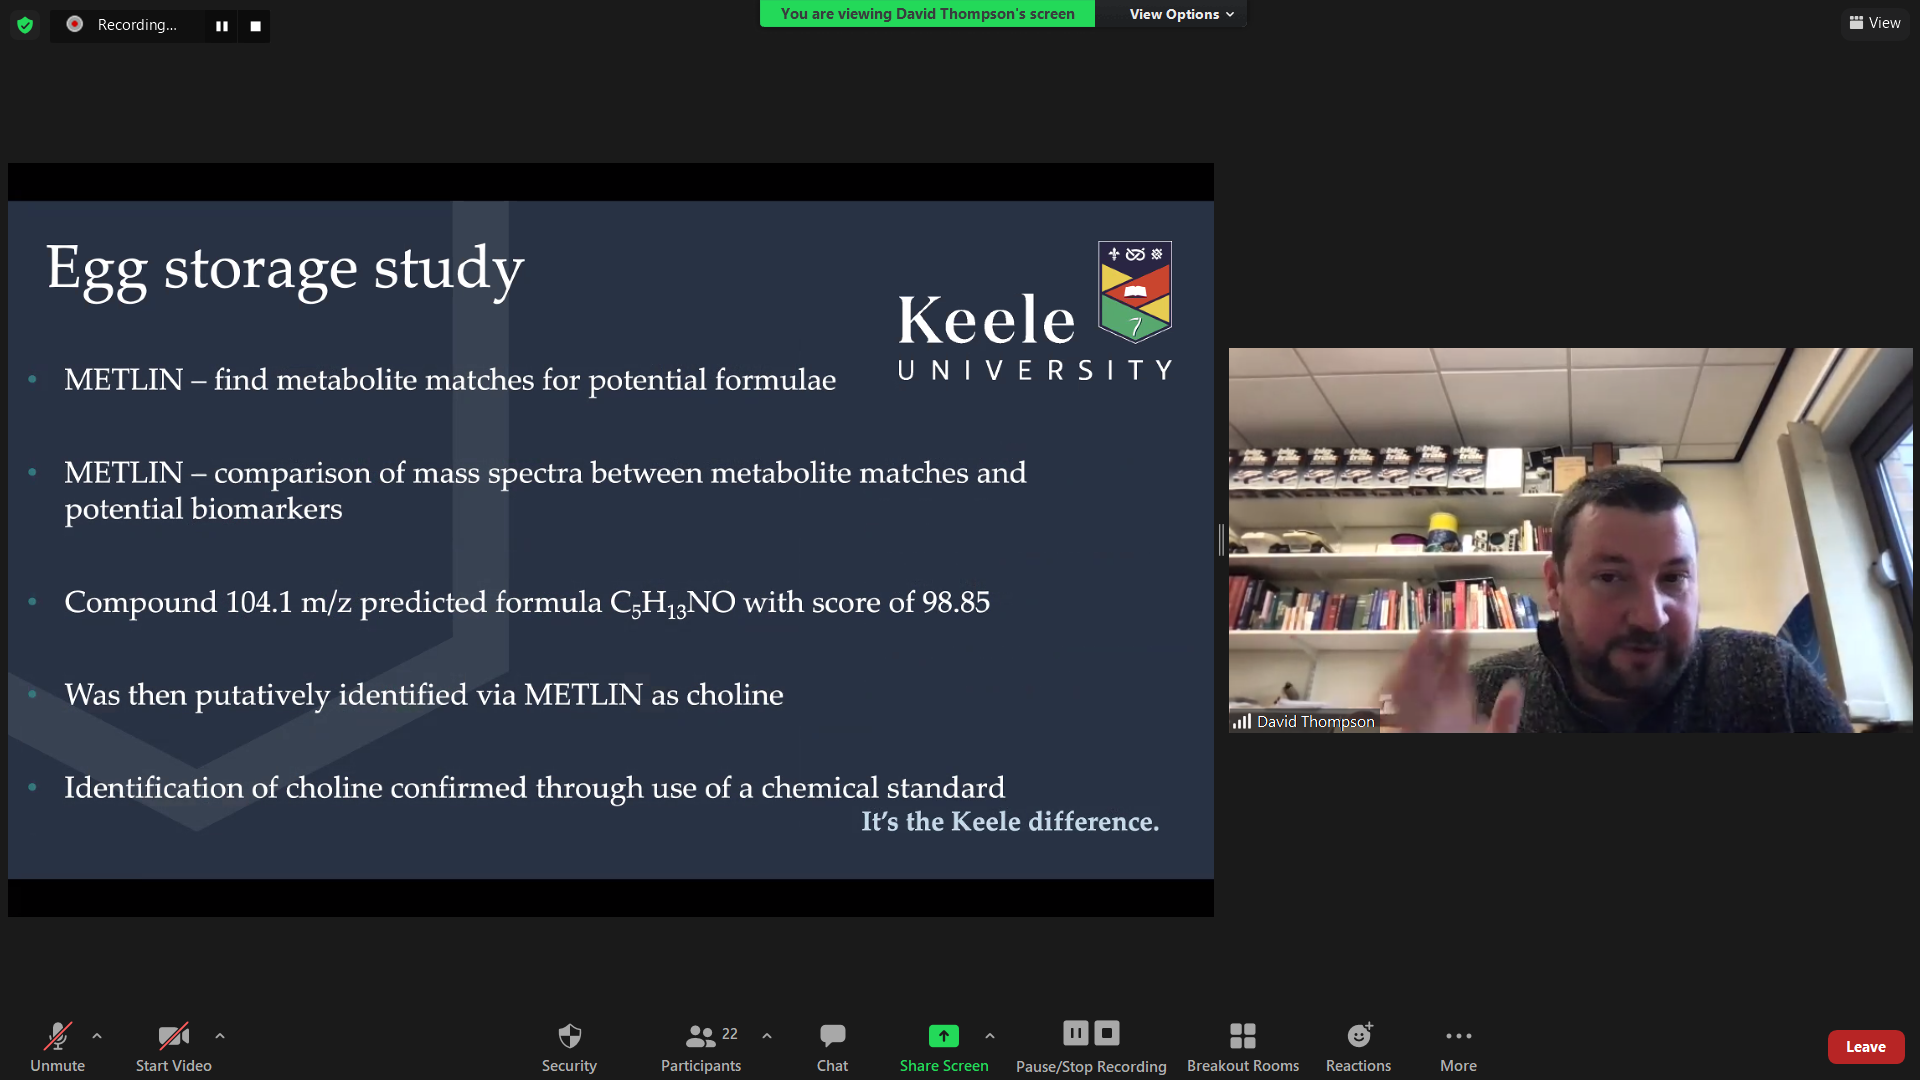 Recording...
You are viewing David Thompson's screen
View Options
View
Egg storage study
Keele
UNIVERSITY
• METLIN – find metabolite matches for potential formulae
• METLIN – comparison of mass spectra between metabolite matches and
potential biomarkers
• Compound 104.1 m/z predicted formula C₅H₁₃NO with score of 98.85
• Was then putatively identified via METLIN as choline
• Identification of choline confirmed through use of a chemical standard
It's the Keele difference.
David Thompson
Unmute
Start Video
Security
22
Participants
Chat
Share Screen
Pause/Stop Recording
Breakout Rooms
Reactions
More
Leave